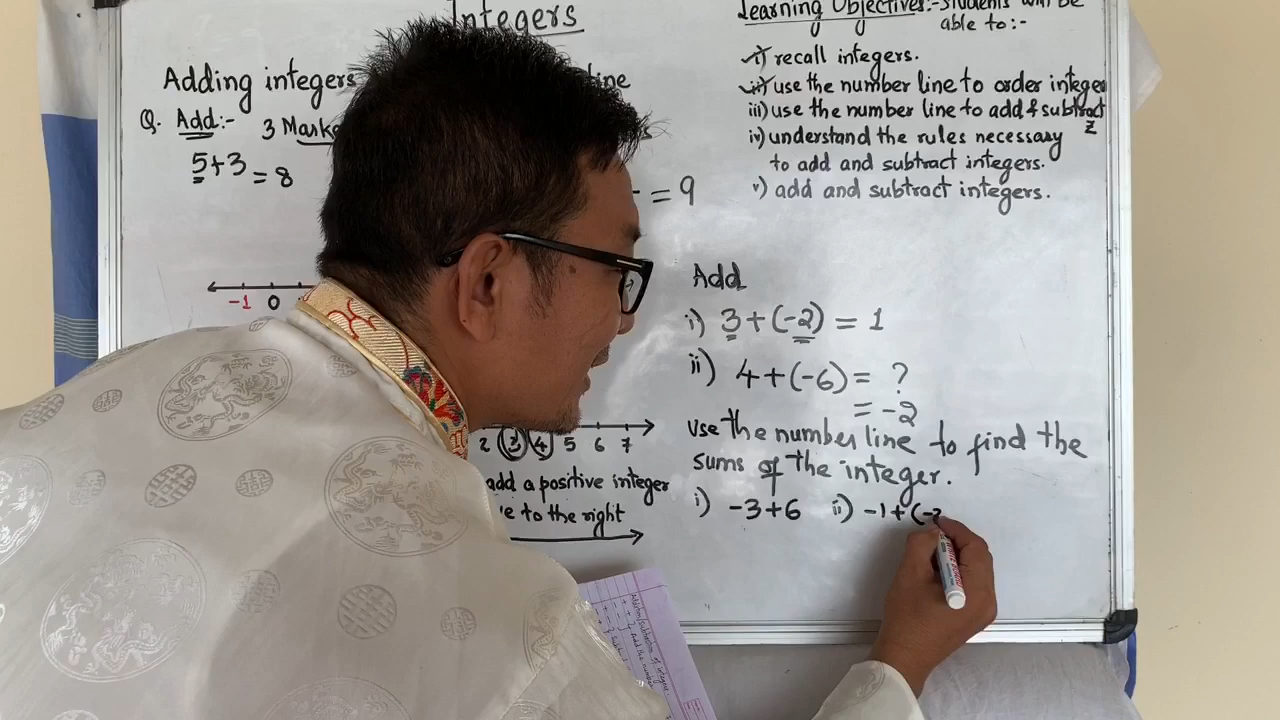 Integers
Learning Objectives:- Students will be
able to:-
i) recall integers.
ii) use the number line to order integer
iii) use the number line to add & subtract
z
iv) understand the rules necessary
to add and subtract integers.
v) add and subtract integers.
Adding integers
Q. Add:- 3
5+3 = 8
= 9
-1 0
2 3 4 5 6 7
add a positive integer
to the right
Add
i) 3+(-2) = 1
ii) 4+(-6) = ?
= -2
Use the number line to find the
sums of the integer.
i) -3+6 ii) -1+(-